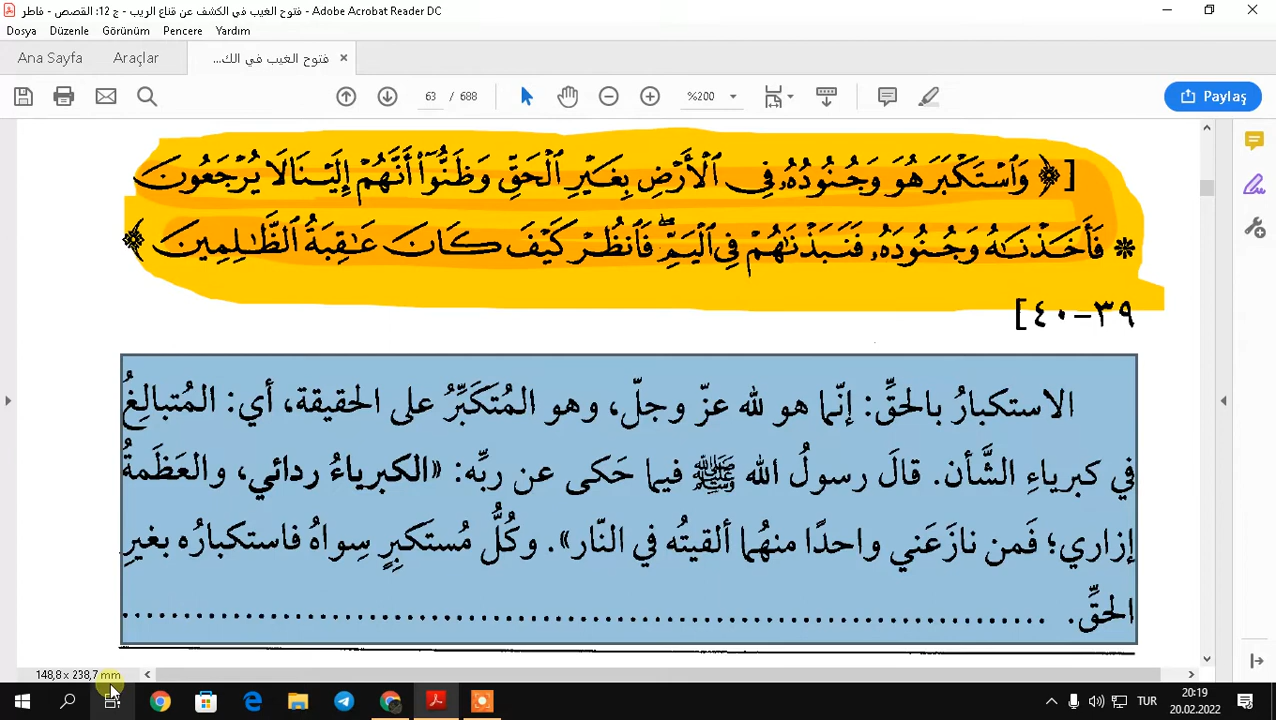 فتوح الغيب في الكشف عن قناع الريب - ج 12: القصص - فاطر - Adobe Acrobat Reader DC
Dosya Düzenle Görünüm Pencere Yardım
Ana Sayfa Araçlar فتوح الغيب في الك... ×
63 / 688 %200 Paylaş
[﴿ وَٱسْتَكْبَرَ هُوَ وَجُنُودُهُۥ فِى ٱلْأَرْضِ بِغَيْرِ ٱلْحَقِّ وَظَنُّوٓا۟ أَنَّهُمْ إِلَيْنَا لَا يُرْجَعُونَ
* فَأَخَذْنَٰهُ وَجُنُودَهُۥ فَنَبَذْنَٰهُمْ فِى ٱلْيَمِّ ۖ فَٱنظُرْ كَيْفَ كَانَ عَٰقِبَةُ ٱلظَّٰلِمِينَ ﴾
٣٩-٤٠]
الاستكبارُ بالحقِّ: إنّما هو لله عزّ وجلّ، وهو المُتَكَبِّرُ على الحقيقة، أي: المُتبالِغُ
في كبرياءِ الشَّأن. قالَ رسولُ الله ﷺ فيما حَكى عن ربِّه: «الكبرياءُ ردائي، والعَظَمةُ
إزاري؛ فَمن نازَعَني واحدًا منهُما ألقيتُه في النّار». وكُلُّ مُستَكبِرٍ سِواهُ فاستكبارُه بغيرِ
الحقِّ. ......................................................................
148,8 x 238,7 mm
TUR 20:19
20.02.2022